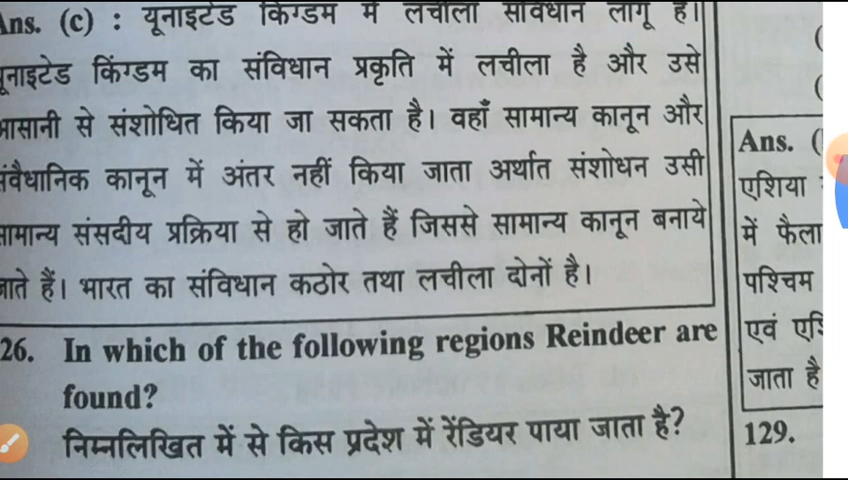 Ans. (c) : यूनाइटेड किंग्डम में लचीला संविधान लागू है।
यूनाइटेड किंग्डम का संविधान प्रकृति में लचीला है और उसे
आसानी से संशोधित किया जा सकता है। वहाँ सामान्य कानून और
संवैधानिक कानून में अंतर नहीं किया जाता अर्थात संशोधन उसी
सामान्य संसदीय प्रक्रिया से हो जाते हैं जिससे सामान्य कानून बनाये
जाते हैं। भारत का संविधान कठोर तथा लचीला दोनों है।
26. In which of the following regions Reindeer are
found?
निम्नलिखित में से किस प्रदेश में रेंडियर पाया जाता है?
(
(
Ans. (
एशिया
में फैला
पश्चिम
एवं
जाता है
129.